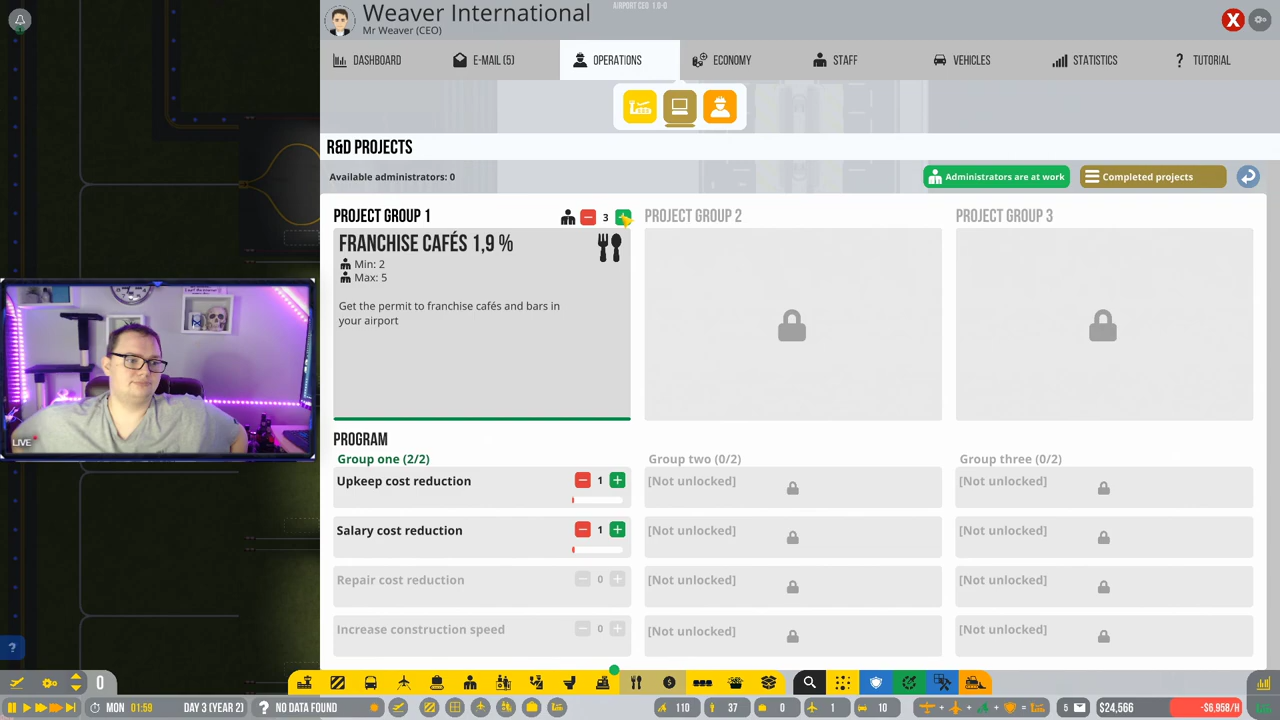 Weaver International
Mr Weaver (CEO)
AIRPORT CEO 1.0-0
X
DASHBOARD
E-MAIL (5)
OPERATIONS
ECONOMY
STAFF
VEHICLES
STATISTICS
? TUTORIAL
R&D PROJECTS
Available administrators: 0
Administrators are at work
Completed projects
PROJECT GROUP 1
3
PROJECT GROUP 2
PROJECT GROUP 3
FRANCHISE CAFÉS 1,9 %
Min: 2
Max: 5
Get the permit to franchise cafés and bars in
your airport
LIVE
PROGRAM
Group one (2/2)
Group two (0/2)
Group three (0/2)
Upkeep cost reduction
1
[Not unlocked]
[Not unlocked]
Salary cost reduction
1
[Not unlocked]
[Not unlocked]
Repair cost reduction
0
[Not unlocked]
[Not unlocked]
Increase construction speed
0
[Not unlocked]
[Not unlocked]
?
0
MON 01:59
DAY 3 (YEAR 2)
? NO DATA FOUND
110
37
0
1
10
5
$24,566
-$6,958/H